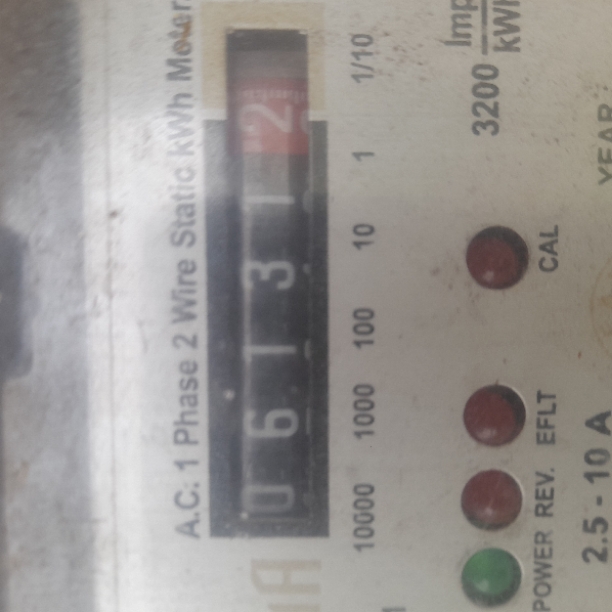 A.C. 1 Phase 2 Wire Static kWh Meter
0 6 1 3 1 2
10000 1000 100 10 1 1/10
3200 Imp
kWh
POWER REV. EFLT CAL
2.5 - 10 A
YEAR :